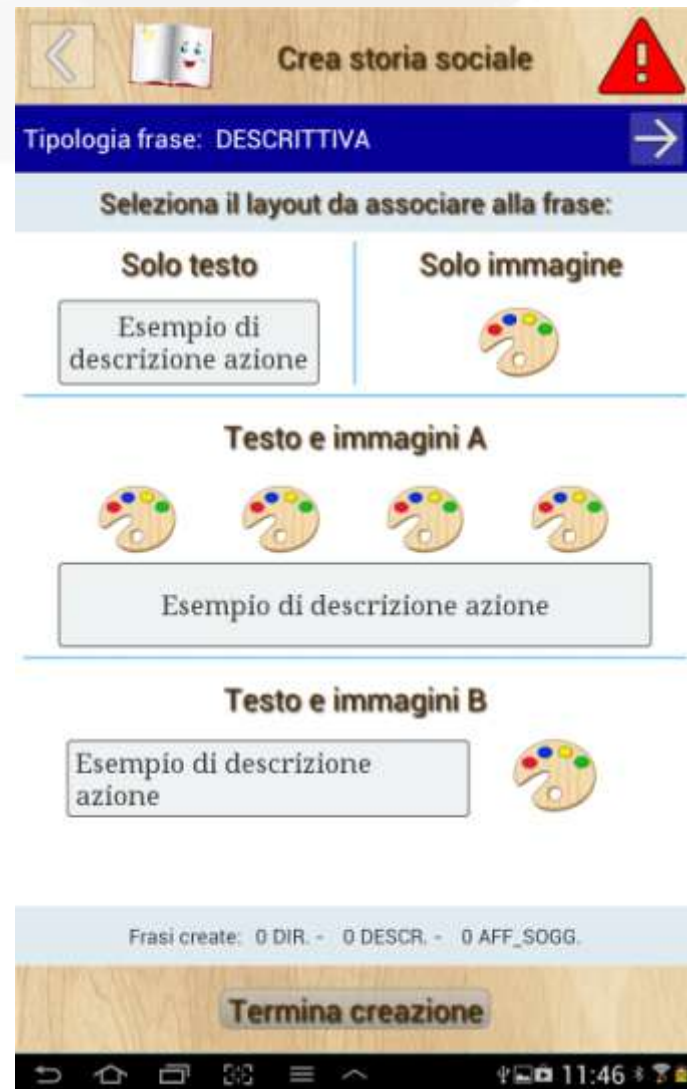 Crea storia sociale
Tipologia frase: DESCRITTIVA
Seleziona il layout da associare alla frase:
Solo testo
Solo immagine
Esempio di
descrizione azione
Testo e immagini A
Esempio di descrizione azione
Testo e immagini B
Esempio di descrizione
azione
Frasi create: 0 DIR. - 0 DESCR. - 0 AFF_SOGG.
Termina creazione
11:46